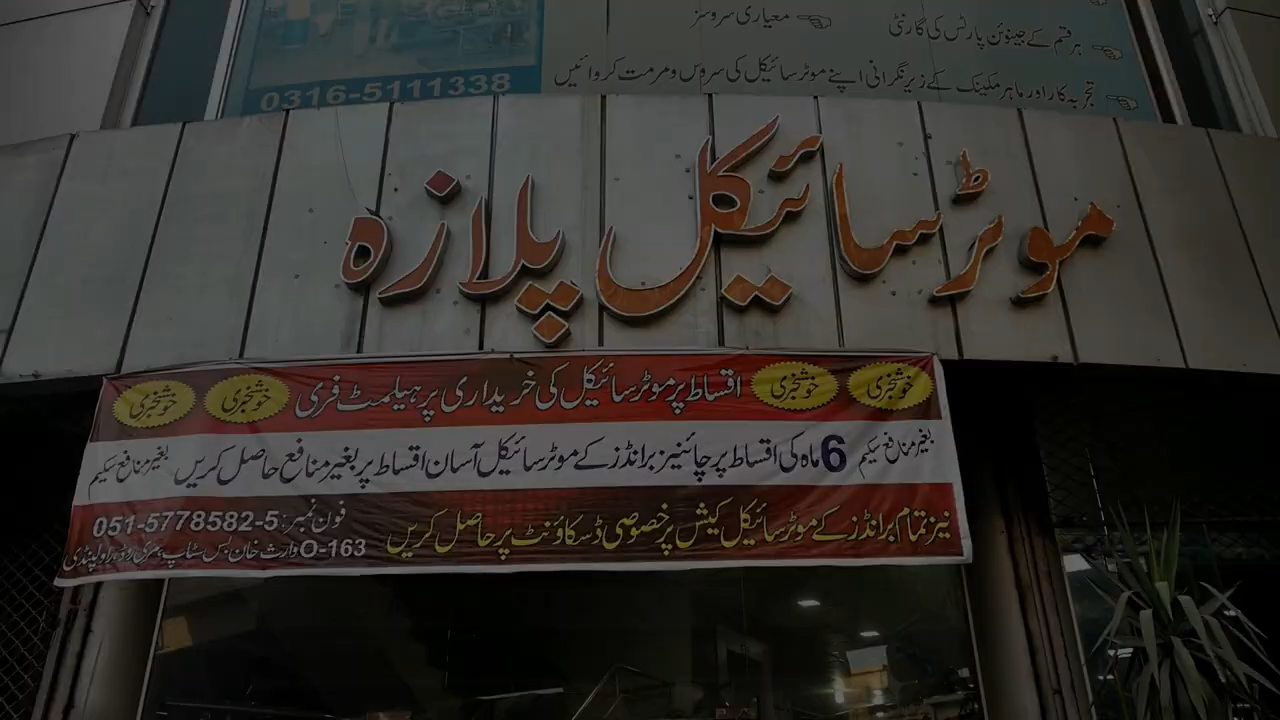 ہر قسم کے جینوئن پارٹس کی گارنٹی معیاری سروسز
تجربہ کار اور ماہر مکینک کے زیر نگرانی اپنے موٹر سائیکل کی سروس و مرمت کروائیں
0316-5111338
موٹر سائیکل پلازہ
خوشخبری خوشخبری اقساط پر موٹر سائیکل کی خریداری پر ہیلمٹ فری خوشخبری خوشخبری
بغیر منافع سکیم 6 ماہ کی اقساط پر چائنیز برانڈز کے موٹر سائیکل آسان اقساط پر بغیر منافع حاصل کریں بغیر منافع سکیم
نیز تمام برانڈز کے موٹر سائیکل کیش پر خصوصی ڈسکاؤنٹ پر حاصل کریں
فون نمبر: 051-5778582-5
O-163 وارث خان بس سٹاپ، مری روڈ، راولپنڈی